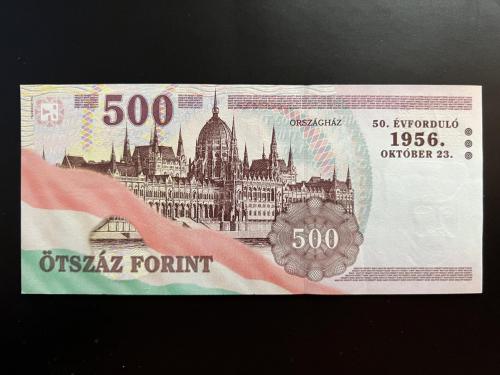 500
ORSZÁGHÁZ
50. ÉVFORDULÓ
1956.
OKTÓBER 23.
500
ÖTSZÁZ FORINT